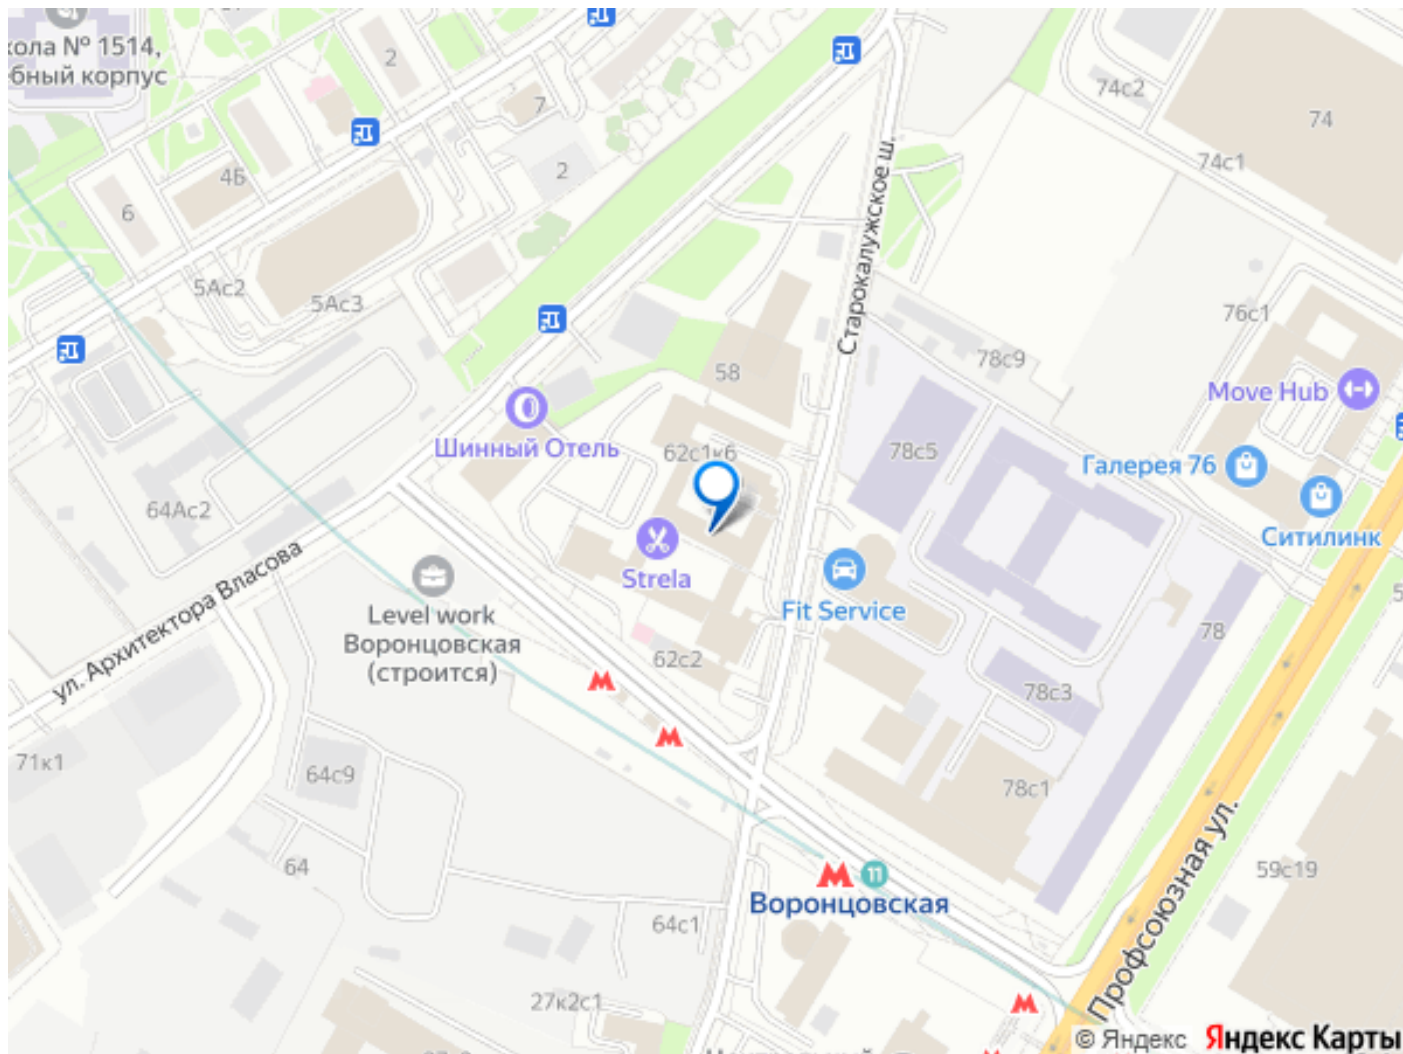 кола № 1514,
бный корпус
2
7
74с2
74
74с1
4Б
2
6
Старокалужское ш.
5Ас2
5Ас3
76с1
78с9
58
Move Hub
Шинный Отель
62с1к6
78с5
Галерея 76
64Ас2
Ситилинк
ул. Архитектора Власова
Strela
Level work
Воронцовская
(строится)
Fit Service
78
62с2
78с3
71к1
64с9
78с1
64
11
Воронцовская
59с19
64с1
Профсоюзная ул.
27к2с1
© Яндекс Яндекс Карты